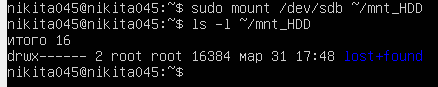 nikita045@nikita045:~$ sudo mount /dev/sdb ~/mnt_HDD
nikita045@nikita045:~$ ls -l ~/mnt_HDD
итого 16
drwx------ 2 root root 16384 мар 31 17:48 lost+found
nikita045@nikita045:~$